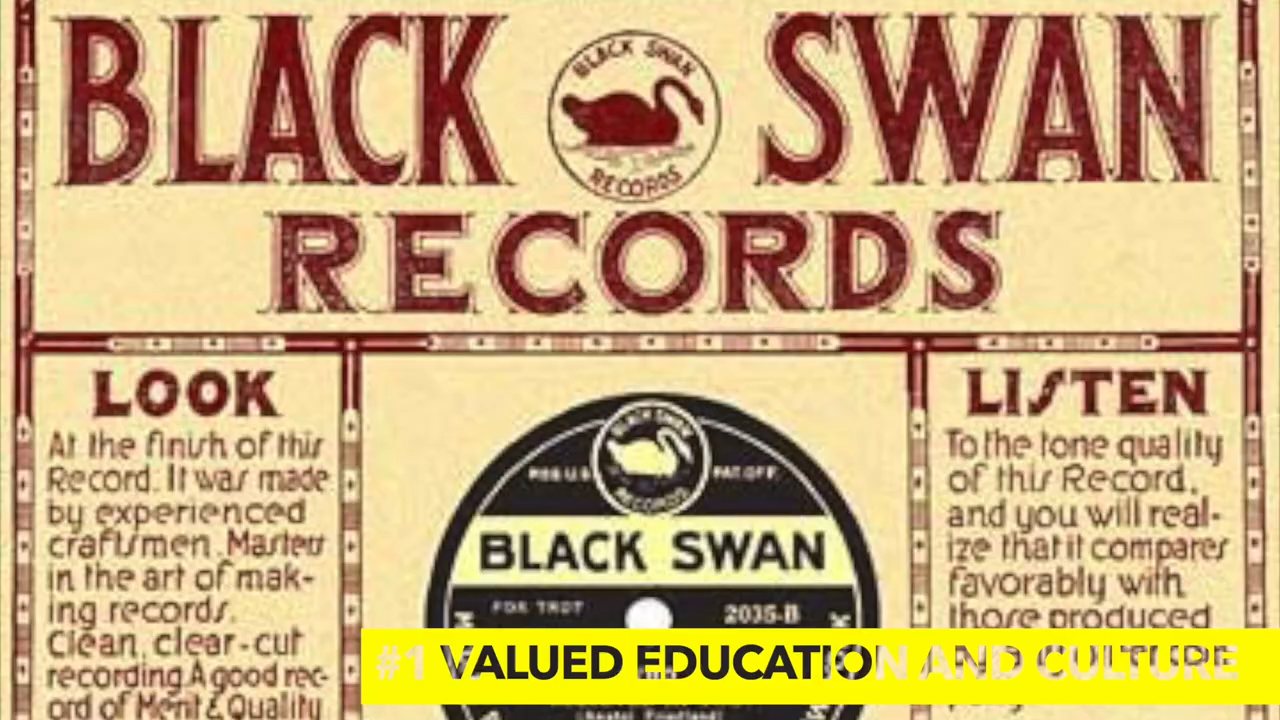 BLACK SWAN
BLACK SWAN
RECORDS
RECORDS
LOOK
At the finish of this
Record. It was made
by experienced
craftsmen. Masters
in the art of mak-
ing records.
Clean, clear-cut
recording. A good rec-
ord of Merit & Quality
BLACK SWAN
RECORDS
REG. U.S. PAT. OFF.
BLACK SWAN
FOX TROT 2035-B
LISTEN
To the tone quality
of this Record,
and you will real-
ize that it compares
favorably with
those produced
#1 VALUED EDUCATION AND CULTURE